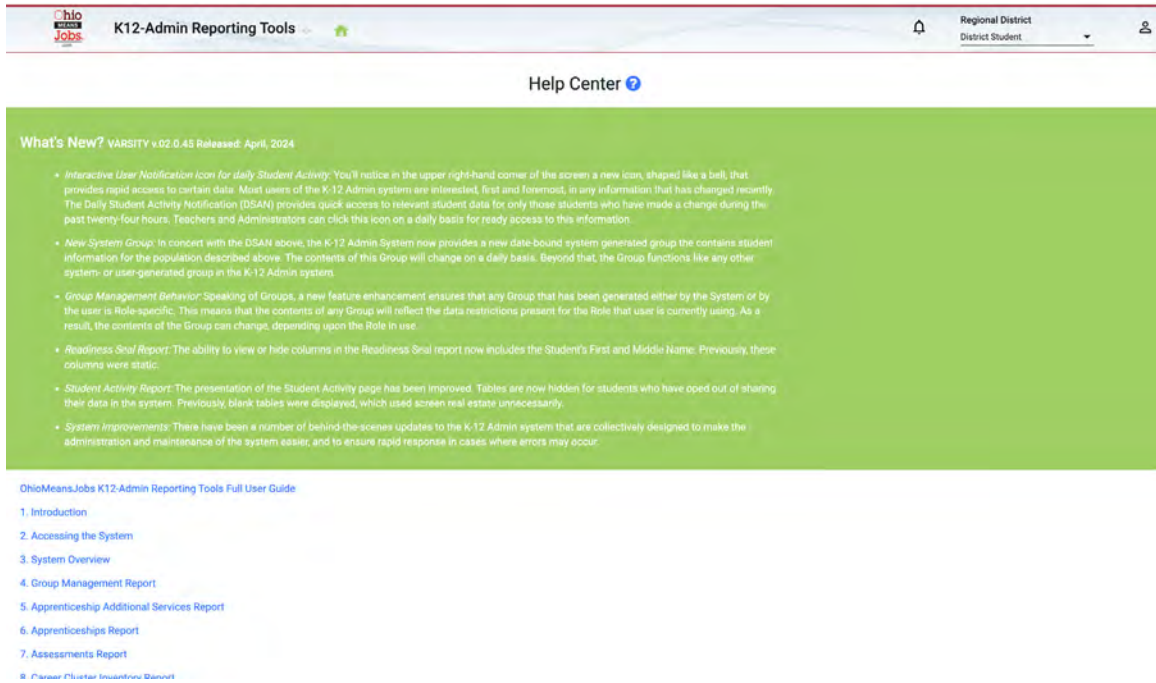 Ohio
MEANS
Jobs
.com
K12-Admin Reporting Tools
Regional District
District Student
Help Center
What's New? VARSITY v.02.0.45 Released: April, 2024
• Interactive User Notification Icon for daily Student Activity: You'll notice in the upper right-hand corner of the screen a new icon, shaped like a bell, that
provides rapid access to certain data. Most users of the K-12 Admin system are interested, first and foremost, in any information that has changed recently.
The Daily Student Activity Notification (DSAN) provides quick access to relevant student data for only those students who have made a change during the
past twenty-four hours. Teachers and Administrators can click this icon on a daily basis for ready access to this information.
• New System Group: In concert with the DSAN above, the K-12 Admin System now provides a new date-bound system generated group the contains student
information for the population described above. The contents of this Group will change on a daily basis. Beyond that, the Group functions like any other
system- or user-generated group in the K-12 Admin system.
• Group Management Behavior: Speaking of Groups, a new feature enhancement ensures that any Group that has been generated either by the System or by
the user is Role-specific. This means that the contents of any Group will reflect the data restrictions present for the Role that user is currently using. As a
result, the contents of the Group can change, depending upon the Role in use.
• Readiness Seal Report: The ability to view or hide columns in the Readiness Seal report now includes the Student's First and Middle Name. Previously, these
columns were static.
• Student Activity Report: The presentation of the Student Activity page has been improved. Tables are now hidden for students who have oped out of sharing
their data in the system. Previously, blank tables were displayed, which used screen real estate unnecessarily.
• System Improvements: There have been a number of behind-the-scenes updates to the K-12 Admin system that are collectively designed to make the
administration and maintenance of the system easier, and to ensure rapid response in cases where errors may occur.
OhioMeansJobs K12-Admin Reporting Tools Full User Guide
1. Introduction
2. Accessing the System
3. System Overview
4. Group Management Report
5. Apprenticeship Additional Services Report
6. Apprenticeships Report
7. Assessments Report
8. Career Cluster Inventory Report